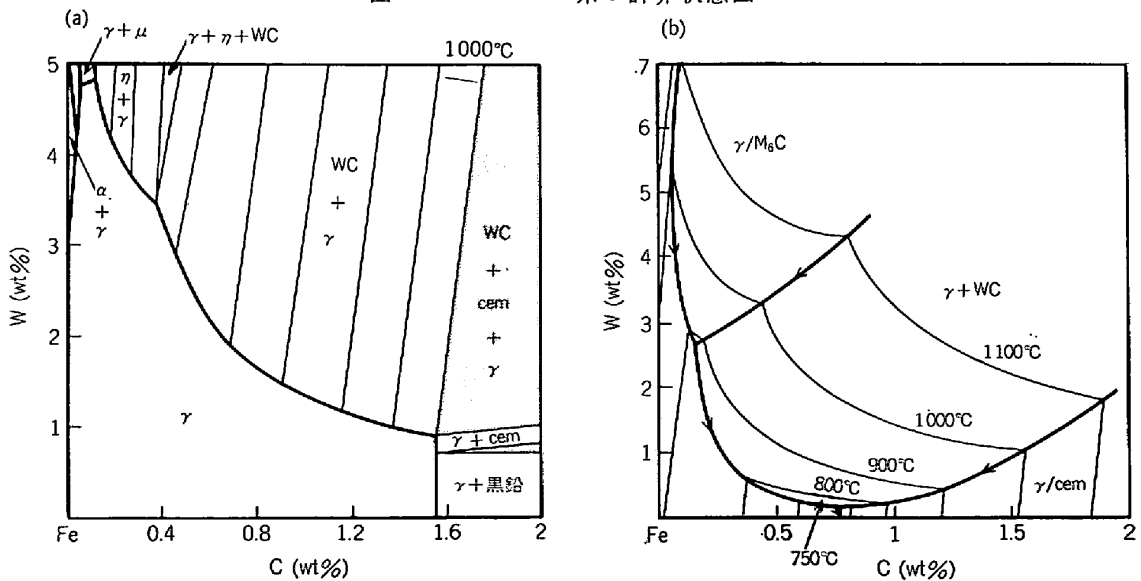 (a)
γ+μ
γ+η+WC
1000℃
5
4
3
2
1
η
+
γ
α
+
γ
WC
+
γ
WC
+
cem
+
γ
γ
γ+cem
γ+黒鉛
W (wt%)
Fe
0.4
0.8
1.2
1.6
2
C (wt%)
(b)
.7
6
5
4
3
2
1
γ/M₆C
γ+WC
1100℃
1000℃
900℃
800℃
750℃
γ/cem
W (wt%)
Fe
0.5
1
1.5
2
C (wt%)